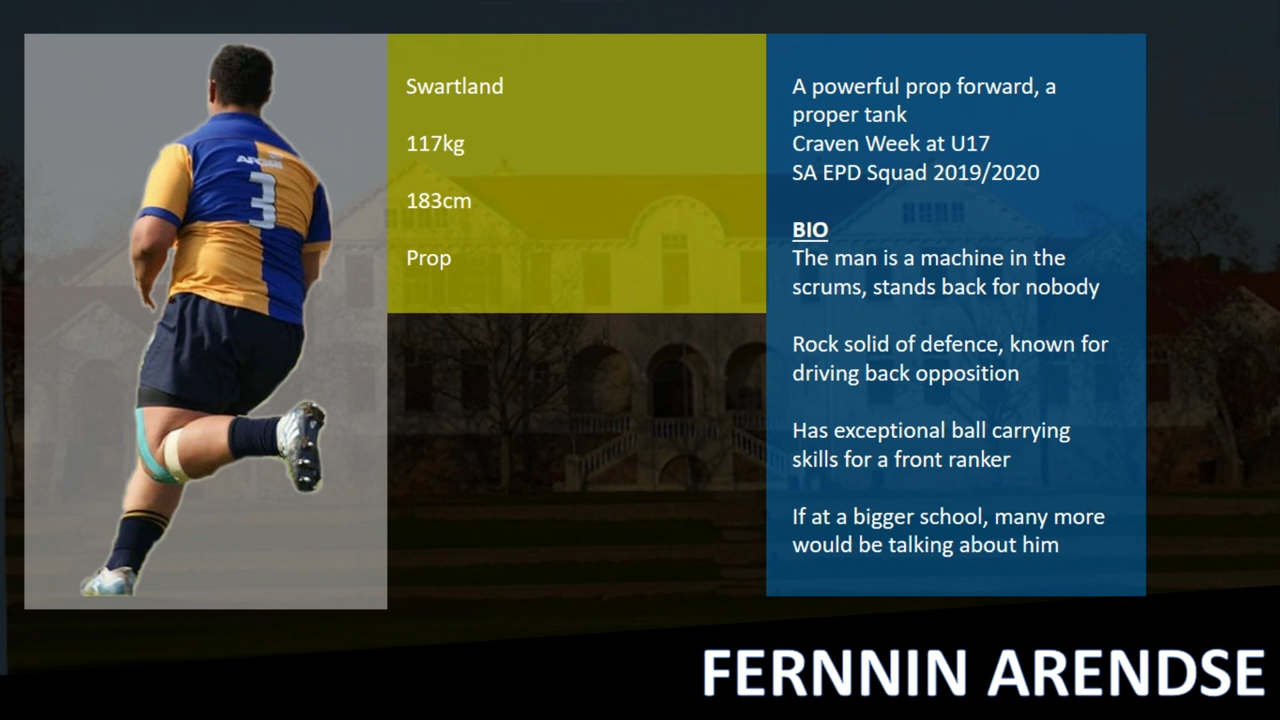 Swartland
117kg
183cm
Prop
A powerful prop forward, a
proper tank
Craven Week at U17
SA EPD Squad 2019/2020
BIO
The man is a machine in the
scrums, stands back for nobody
Rock solid of defence, known for
driving back opposition
Has exceptional ball carrying
skills for a front ranker
If at a bigger school, many more
would be talking about him
3
FERNNIN ARENDSE